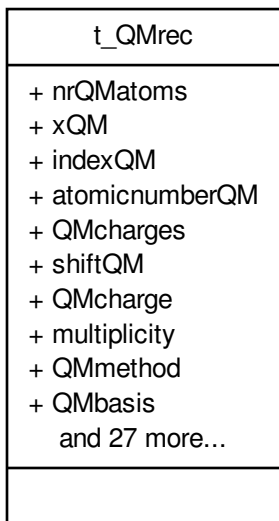 t_QMrec
+ nrQMatoms
+ xQM
+ indexQM
+ atomicnumberQM
+ QMcharges
+ shiftQM
+ QMcharge
+ multiplicity
+ QMmethod
+ QMbasis
and 27 more...